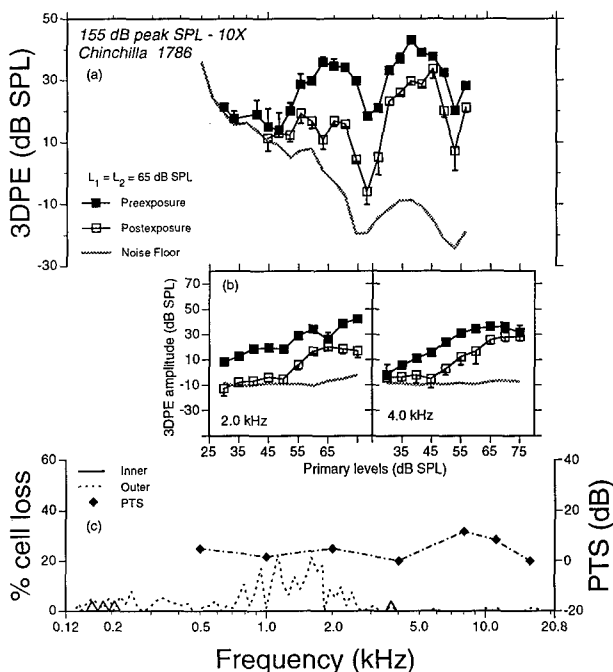 155 dB peak SPL - 10X
Chinchilla 1786
(a)
3DPE (dB SPL)
50
30
10
-10
-30
L1 = L2 = 65 dB SPL
Preexposure
Postexposure
Noise Floor
(b)
3DPE amplitude (dB SPL)
70
50
30
10
-10
-30
-50
2.0 kHz
4.0 kHz
25 35 45 55 65 35 45 55 65 75
Primary levels (dB SPL)
Inner
Outer
PTS
(c)
% cell loss
60
40
20
0
PTS (dB)
40
20
0
-20
0.12 0.2 0.5 1.0 2.0 5.0 10.0 20.8
Frequency (kHz)